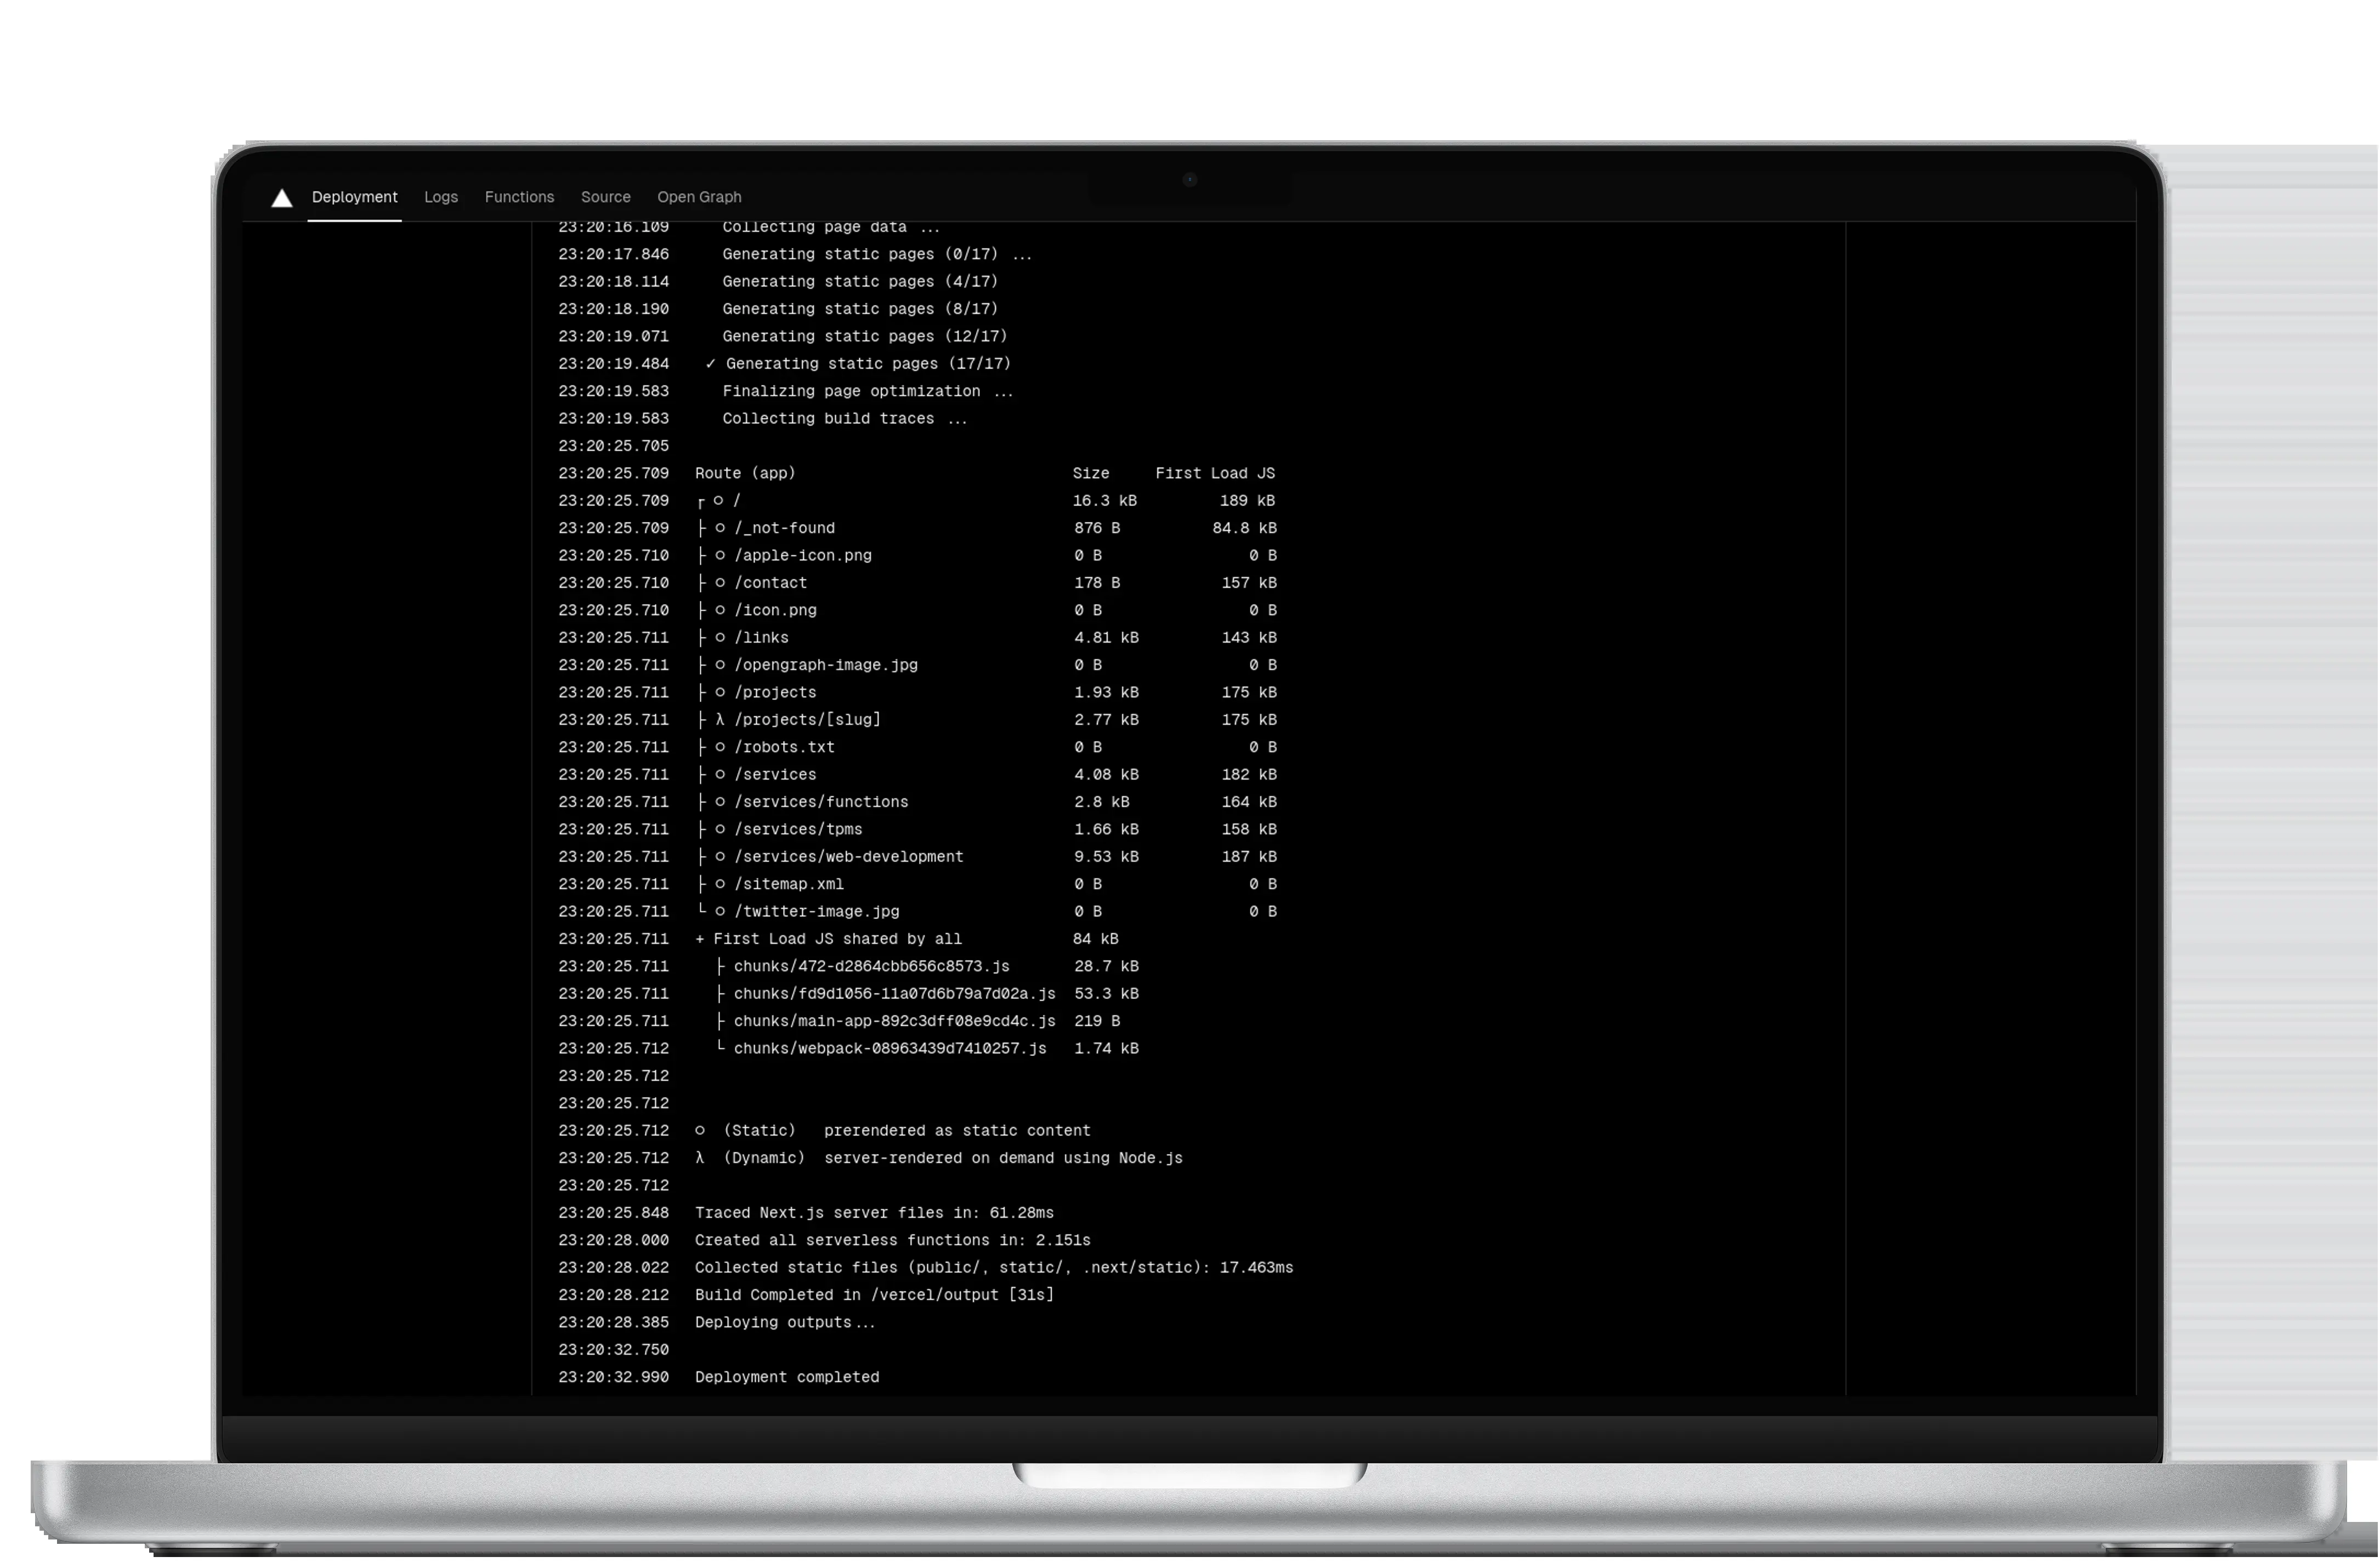 Deployment Logs Functions Source Open Graph
23:20:16.109 Collecting page data ...
23:20:17.846 Generating static pages (0/17) ...
23:20:18.114 Generating static pages (4/17)
23:20:18.190 Generating static pages (8/17)
23:20:19.071 Generating static pages (12/17)
23:20:19.484 ✓ Generating static pages (17/17)
23:20:19.583 Finalizing page optimization ...
23:20:19.583 Collecting build traces ...
23:20:25.705
23:20:25.709 Route (app) Size First Load JS
23:20:25.709 ┌ ○ / 16.3 kB 189 kB
23:20:25.709 ├ ○ /_not-found 876 B 84.8 kB
23:20:25.710 ├ ○ /apple-icon.png 0 B 0 B
23:20:25.710 ├ ○ /contact 178 B 157 kB
23:20:25.710 ├ ○ /icon.png 0 B 0 B
23:20:25.711 ├ ○ /links 4.81 kB 143 kB
23:20:25.711 ├ ○ /opengraph-image.jpg 0 B 0 B
23:20:25.711 ├ ○ /projects 1.93 kB 175 kB
23:20:25.711 ├ λ /projects/[slug] 2.77 kB 175 kB
23:20:25.711 ├ ○ /robots.txt 0 B 0 B
23:20:25.711 ├ ○ /services 4.08 kB 182 kB
23:20:25.711 ├ ○ /services/functions 2.8 kB 164 kB
23:20:25.711 ├ ○ /services/tpms 1.66 kB 158 kB
23:20:25.711 ├ ○ /services/web-development 9.53 kB 187 kB
23:20:25.711 ├ ○ /sitemap.xml 0 B 0 B
23:20:25.711 └ ○ /twitter-image.jpg 0 B 0 B
23:20:25.711 + First Load JS shared by all 84 kB
23:20:25.711 ├ chunks/472-d2864cbb656c8573.js 28.7 kB
23:20:25.711 ├ chunks/fd9d1056-11a07d6b79a7d02a.js 53.3 kB
23:20:25.711 ├ chunks/main-app-892c3dff08e9cd4c.js 219 B
23:20:25.712 └ chunks/webpack-08963439d7410257.js 1.74 kB
23:20:25.712
23:20:25.712
23:20:25.712 ○ (Static) prerendered as static content
23:20:25.712 λ (Dynamic) server-rendered on demand using Node.js
23:20:25.712
23:20:25.848 Traced Next.js server files in: 61.28ms
23:20:28.000 Created all serverless functions in: 2.151s
23:20:28.022 Collected static files (public/, static/, .next/static): 17.463ms
23:20:28.212 Build Completed in /vercel/output [31s]
23:20:28.385 Deploying outputs...
23:20:32.750
23:20:32.990 Deployment completed